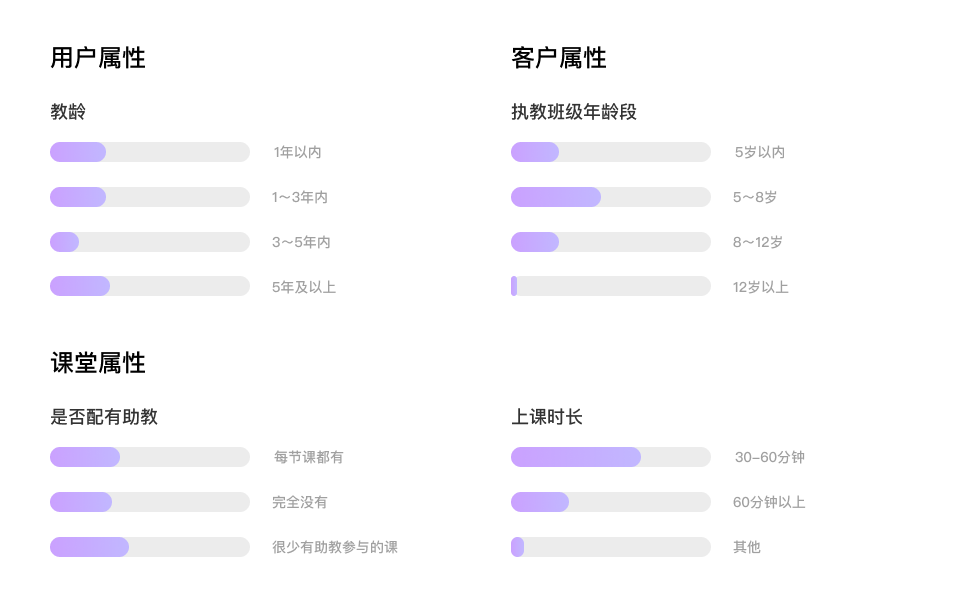 用户属性
教龄
1年以内
1～3年内
3～5年内
5年及以上
客户属性
执教班级年龄段
5岁以内
5～8岁
8～12岁
12岁以上
课堂属性
是否配有助教
每节课都有
完全没有
很少有助教参与的课
上课时长
30–60分钟
60分钟以上
其他